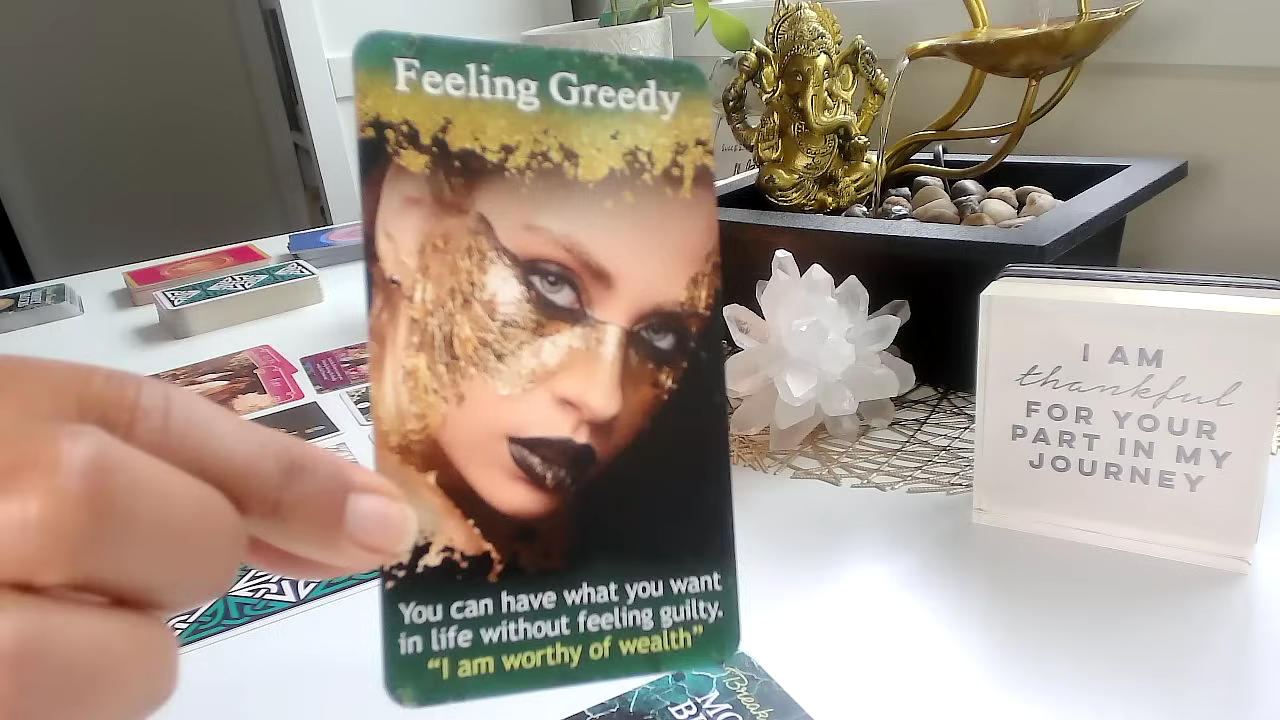 Feeling Greedy
You can have what you want
in life without feeling guilty.
"I am worthy of wealth"
I AM
thankful
FOR YOUR
PART IN MY
JOURNEY
Break